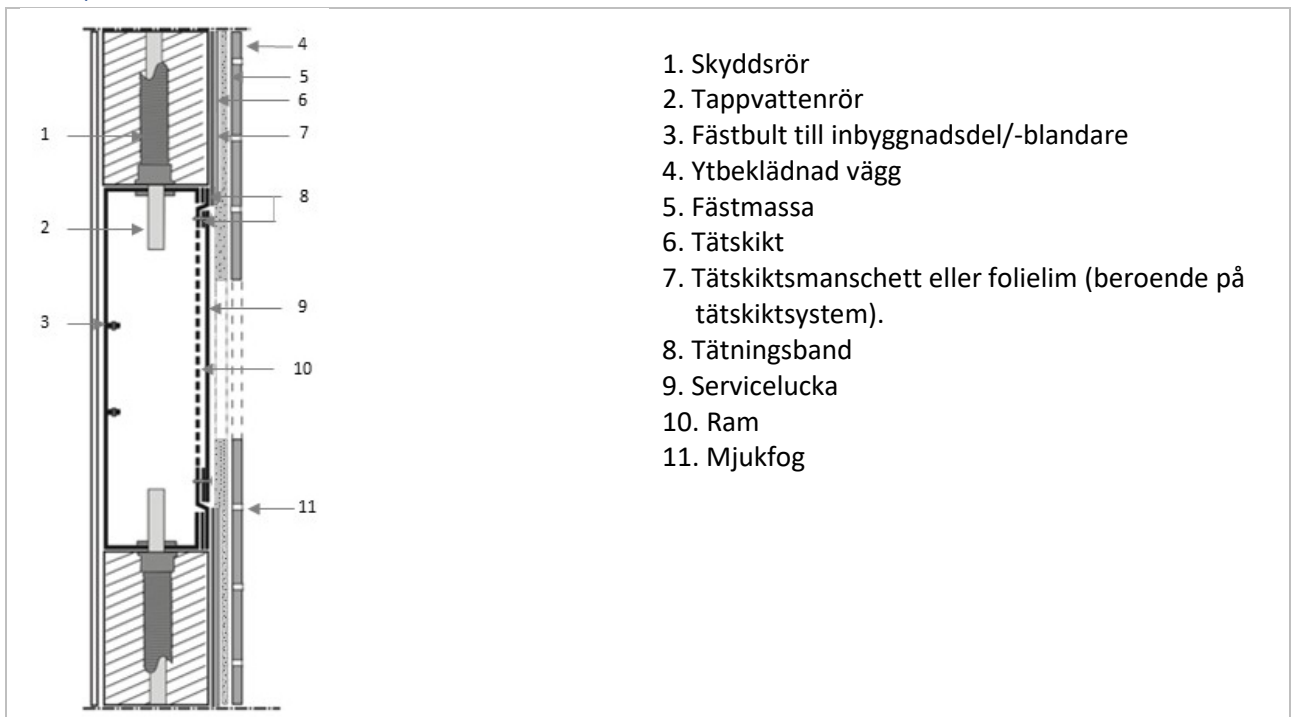 4
5
6
1
7
8
2
9
3
10
11
1. Skyddsrör
2. Tappvattenrör
3. Fästbult till inbyggnadsdel/-blandare
4. Ytbeklädnad vägg
5. Fästmassa
6. Tätskikt
7. Tätskiktsmanschett eller folielim (beroende på
tätskiktsystem).
8. Tätningsband
9. Servicelucka
10. Ram
11. Mjukfog